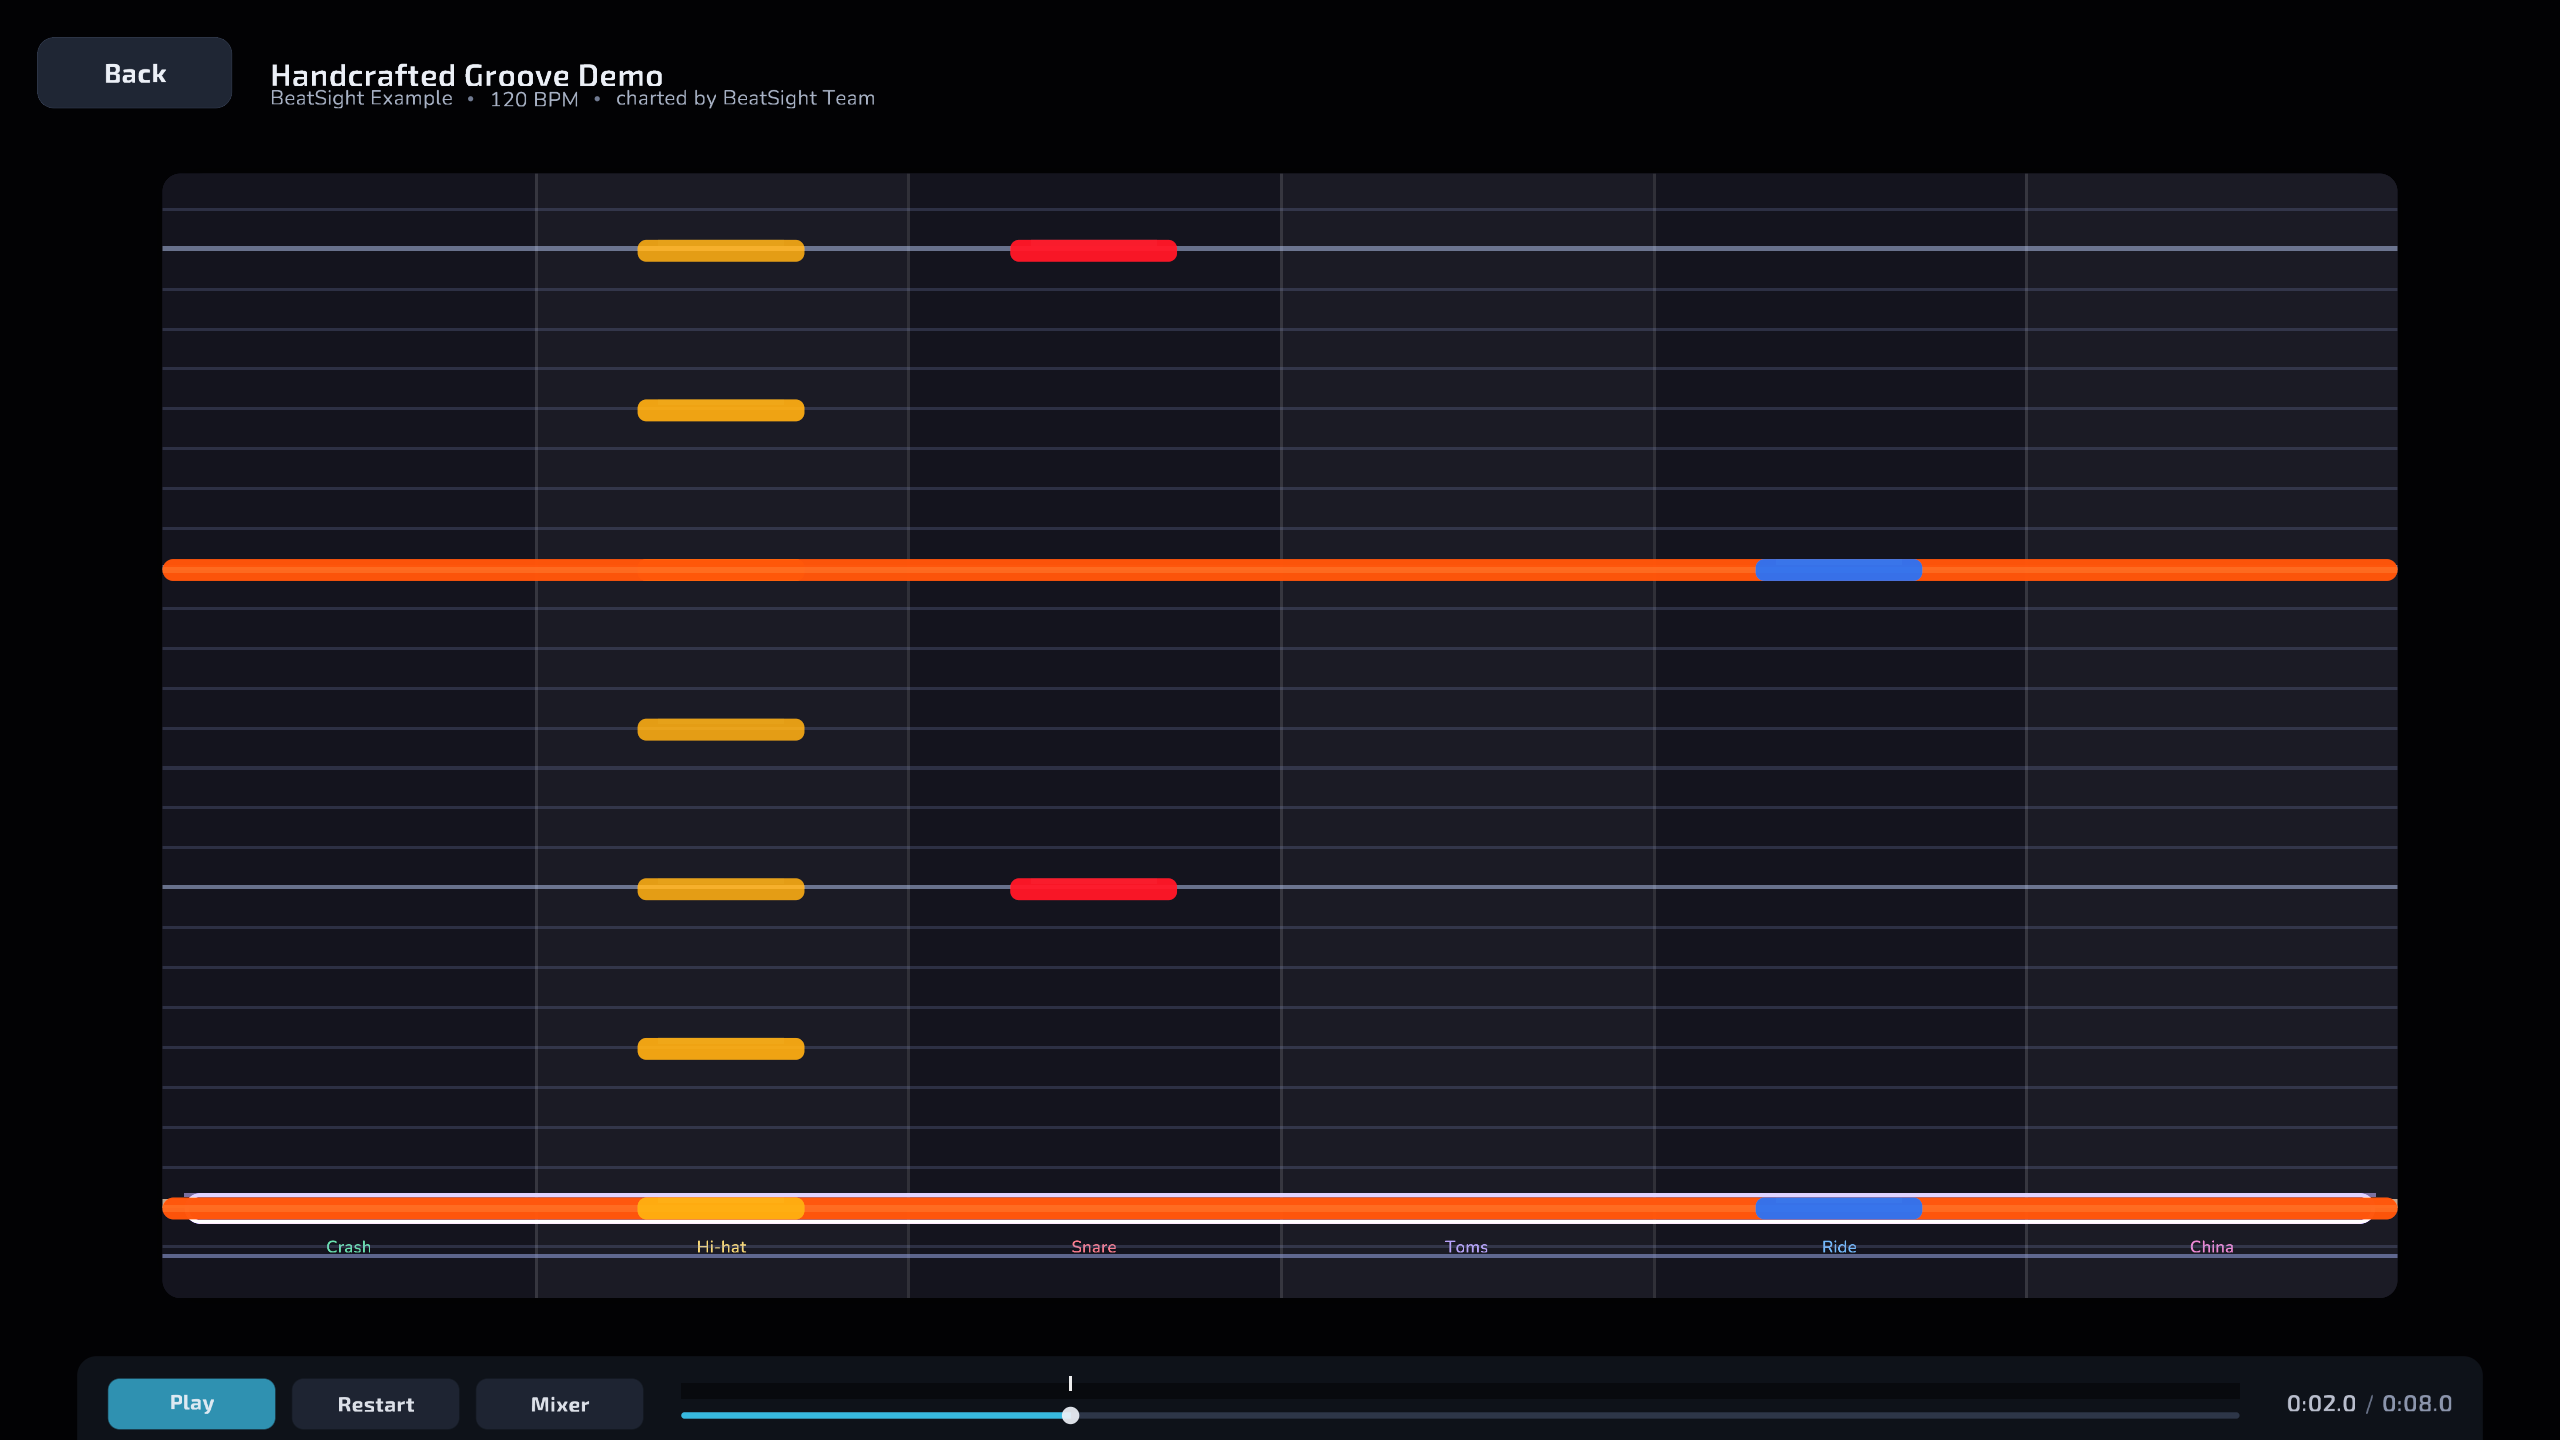 Back
Handcrafted Groove Demo
BeatSight Example • 120 BPM • charted by BeatSight Team
Crash Hi-hat Snare Toms Ride China
Play Restart Mixer 0:02.0 / 0:08.0